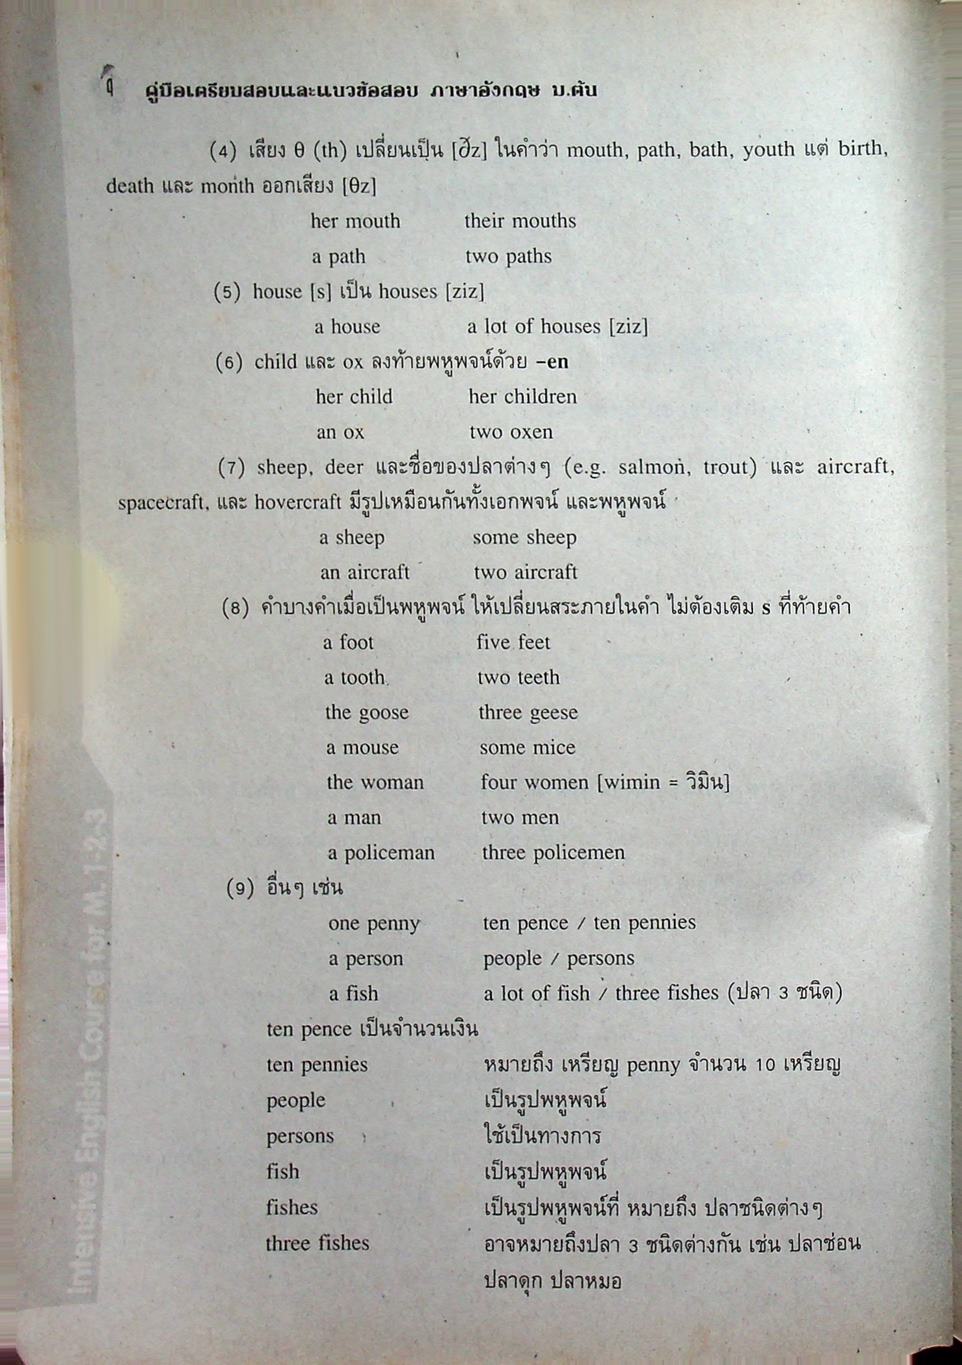 คู่มือเตรียมสอบและแนวข้อสอบ ภาษาอังกฤษ ม.ต้น
(4) เสียง θ (th) เปลี่ยนเป็น [ðz] ในคำว่า mouth, path, bath, youth แต่ birth,
death และ month ออกเสียง [θz]
her mouth their mouths
a path two paths
(5) house [s] เป็น houses [ziz]
a house a lot of houses [ziz]
(6) child และ ox ลงท้ายพหูพจน์ด้วย –en
her child her children
an ox two oxen
(7) sheep, deer และชื่อของปลาต่างๆ (e.g. salmon, trout) และ aircraft,
spacecraft, และ hovercraft มีรูปเหมือนกันทั้งเอกพจน์ และพหูพจน์
a sheep some sheep
an aircraft two aircraft
(8) คำบางคำเมื่อเป็นพหูพจน์ ให้เปลี่ยนสระภายในคำ ไม่ต้องเติม s ที่ท้ายคำ
a foot five feet
a tooth two teeth
the goose three geese
a mouse some mice
the woman four women [wimin = วิมิน]
a man two men
a policeman three policemen
(9) อื่นๆ เช่น
one penny ten pence / ten pennies
a person people / persons
a fish a lot of fish / three fishes (ปลา 3 ชนิด)
ten pence เป็นจำนวนเงิน
ten pennies หมายถึง เหรียญ penny จำนวน 10 เหรียญ
people เป็นรูปพหูพจน์
persons ใช้เป็นทางการ
fish เป็นรูปพหูพจน์
fishes เป็นรูปพหูพจน์ที่ หมายถึง ปลาชนิดต่างๆ
three fishes อาจหมายถึงปลา 3 ชนิดต่างกัน เช่น ปลาช่อน
ปลาดุก ปลาหมอ
Intensive English Course for M. 1-2-3